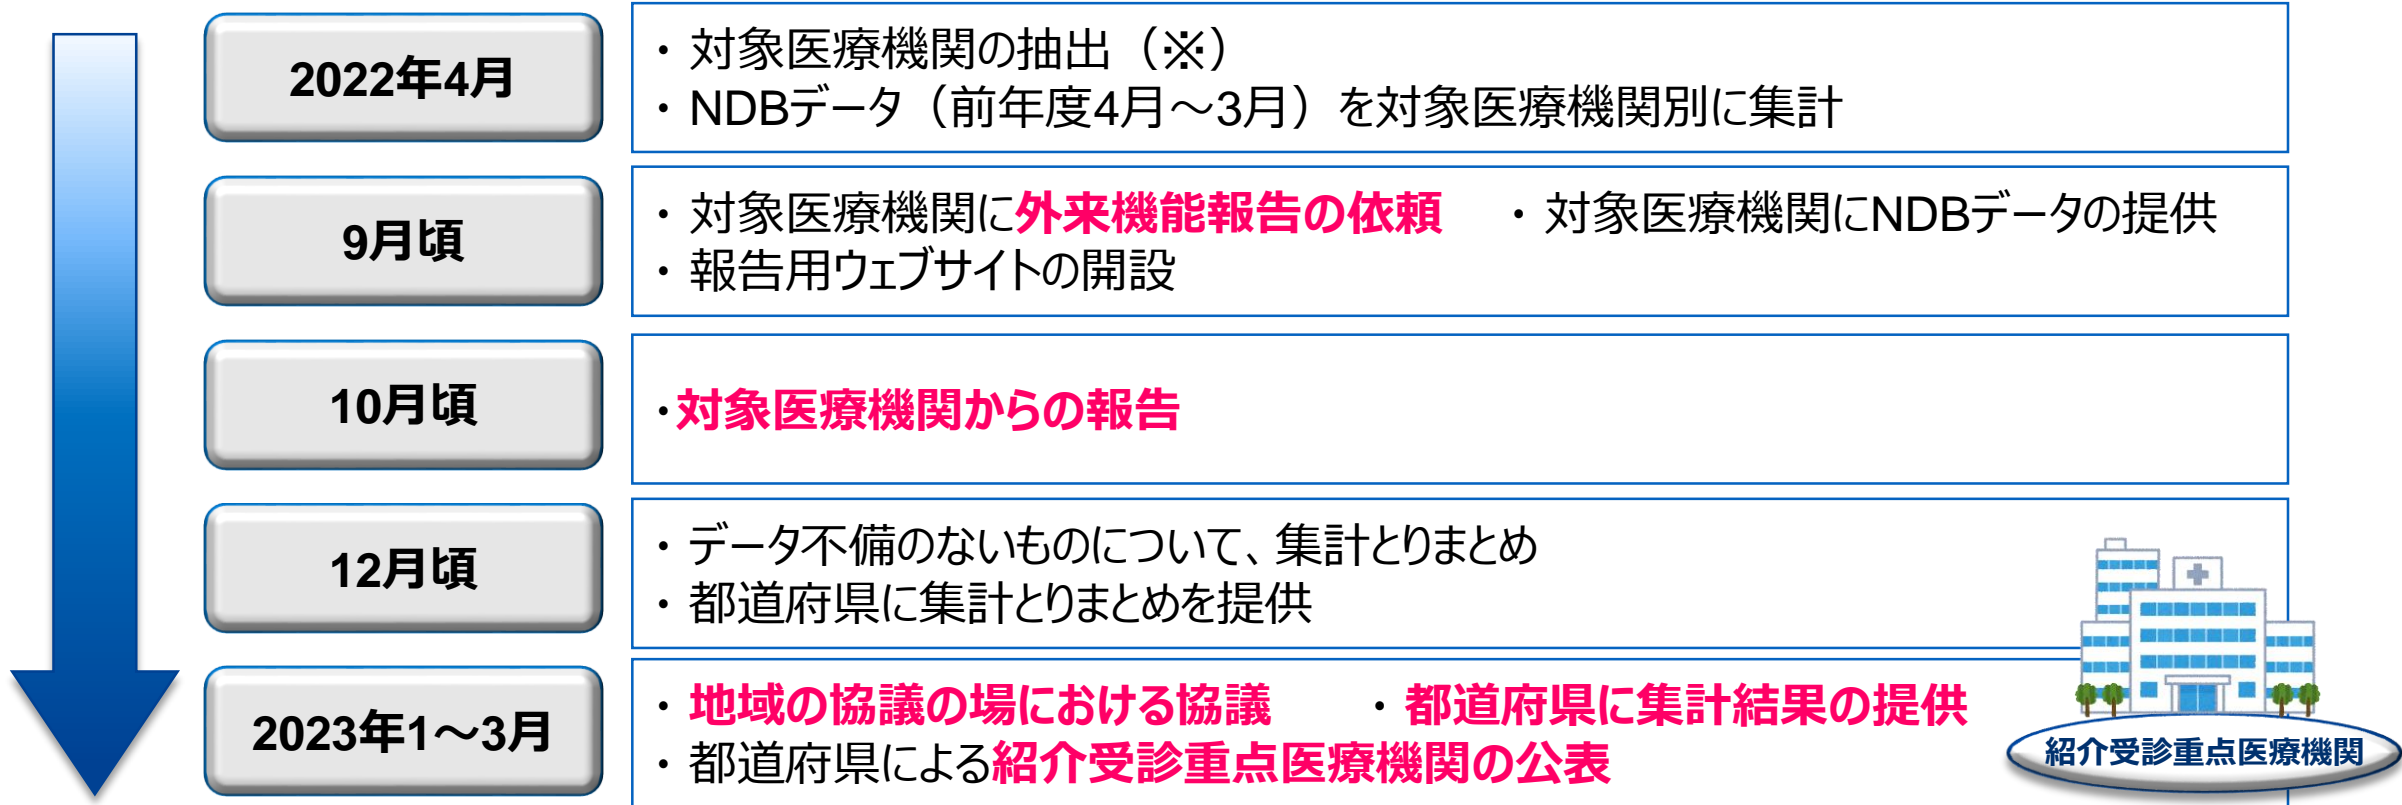 2022年4月
・対象医療機関の抽出（※）
・NDBデータ（前年度4月～3月）を対象医療機関別に集計
9月頃
・対象医療機関に外来機能報告の依頼　・対象医療機関にNDBデータの提供
・報告用ウェブサイトの開設
10月頃
・対象医療機関からの報告
12月頃
・データ不備のないものについて、集計とりまとめ
・都道府県に集計とりまとめを提供
2023年1～3月
・地域の協議の場における協議　・都道府県に集計結果の提供
・都道府県による紹介受診重点医療機関の公表
紹介受診重点医療機関